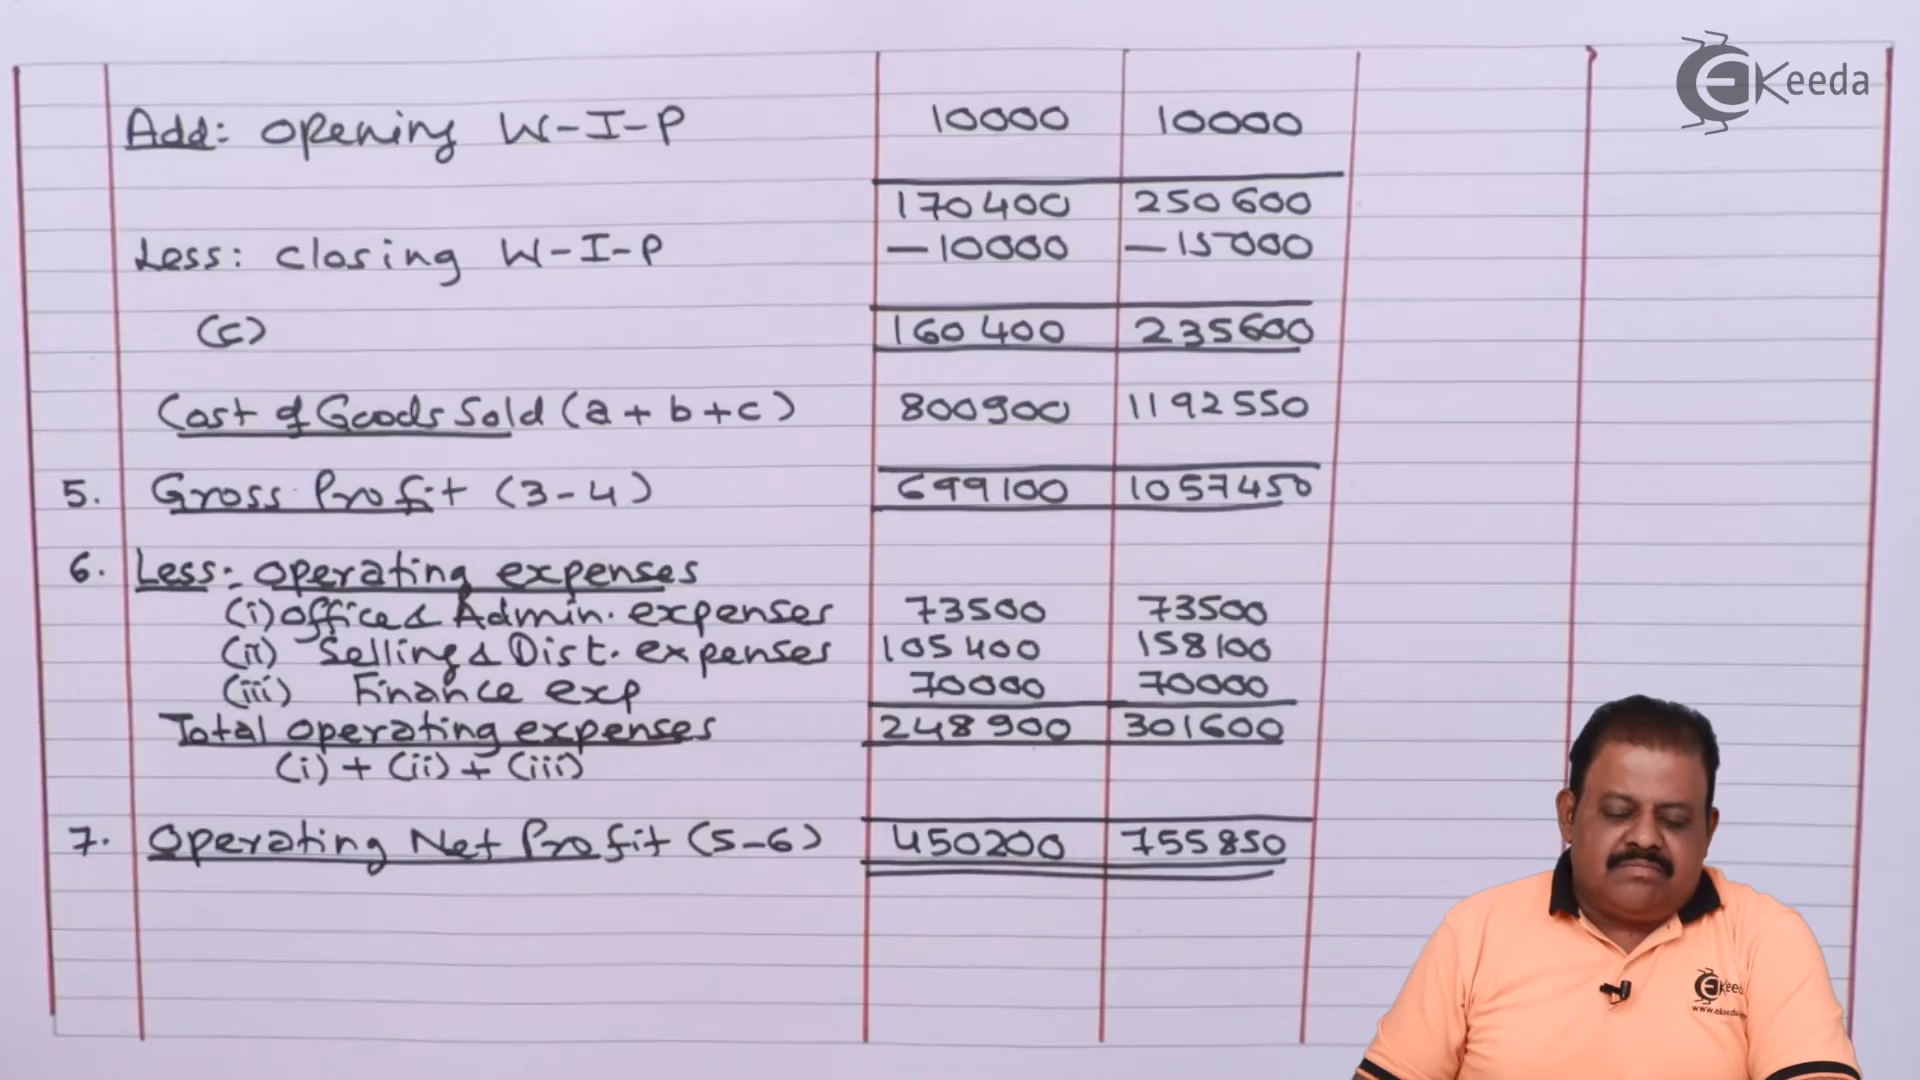 Keeda
Add: opening W-I-P 10000 10000
170400 250600
Less: closing W-I-P -10000 -15000
(c) 160400 235600
Cost of Goods Sold (a+b+c) 800900 1192550
5. Gross Profit (3-4) 699100 1057450
6. Less: operating expenses
(i) office & Admin. expenses 73500 73500
(ii) Selling & Dist. expenses 105400 158100
(iii) Finance exp 70000 70000
Total operating expenses 248900 301600
(i) + (ii) + (iii)
7. Operating Net Profit (5-6) 450200 755850